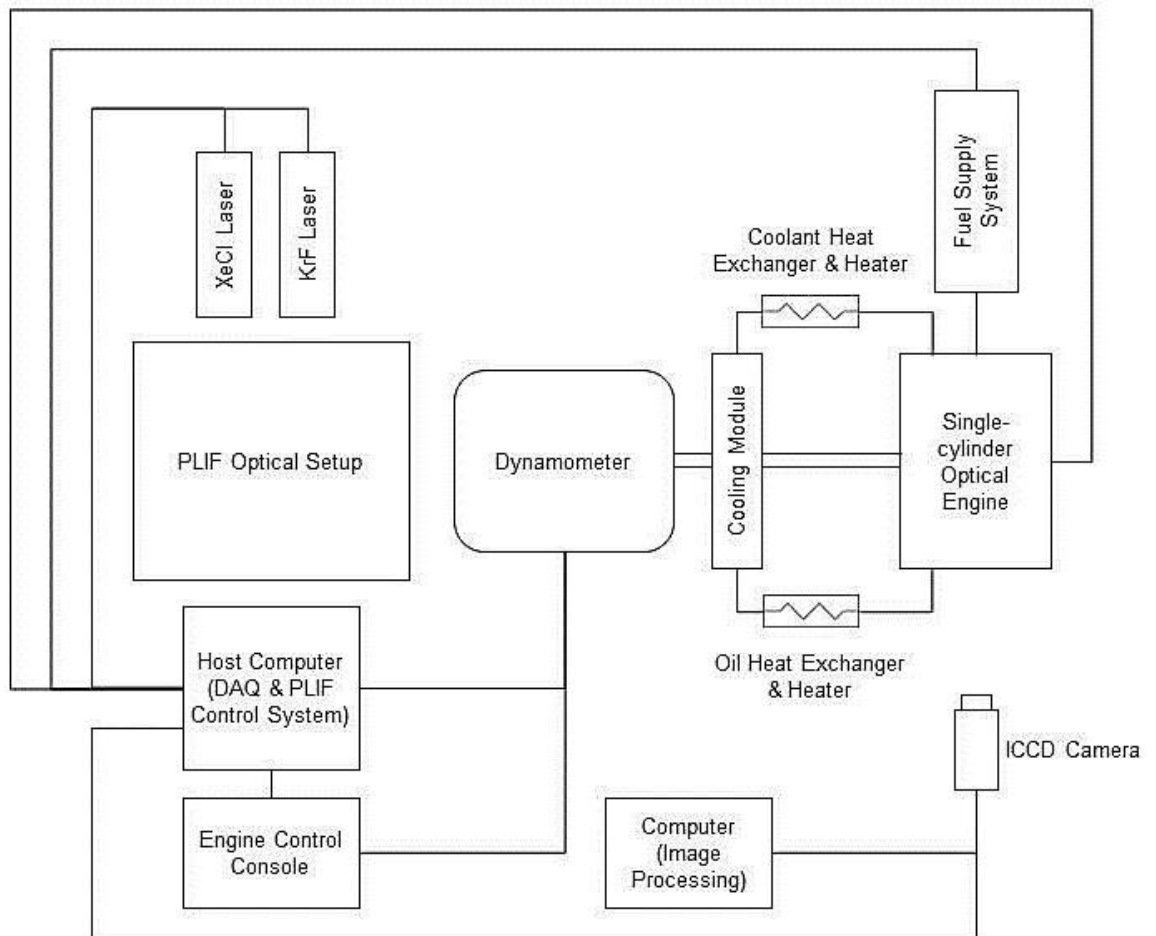 XeCl Laser
KrF Laser
Fuel Supply
System
Coolant Heat
Exchanger & Heater
PLIF Optical Setup
Dynamometer
Cooling Module
Single-
cylinder
Optical
Engine
Host Computer
(DAQ & PLIF
Control System)
Oil Heat Exchanger
& Heater
ICCD Camera
Engine Control
Console
Computer
(Image
Processing)